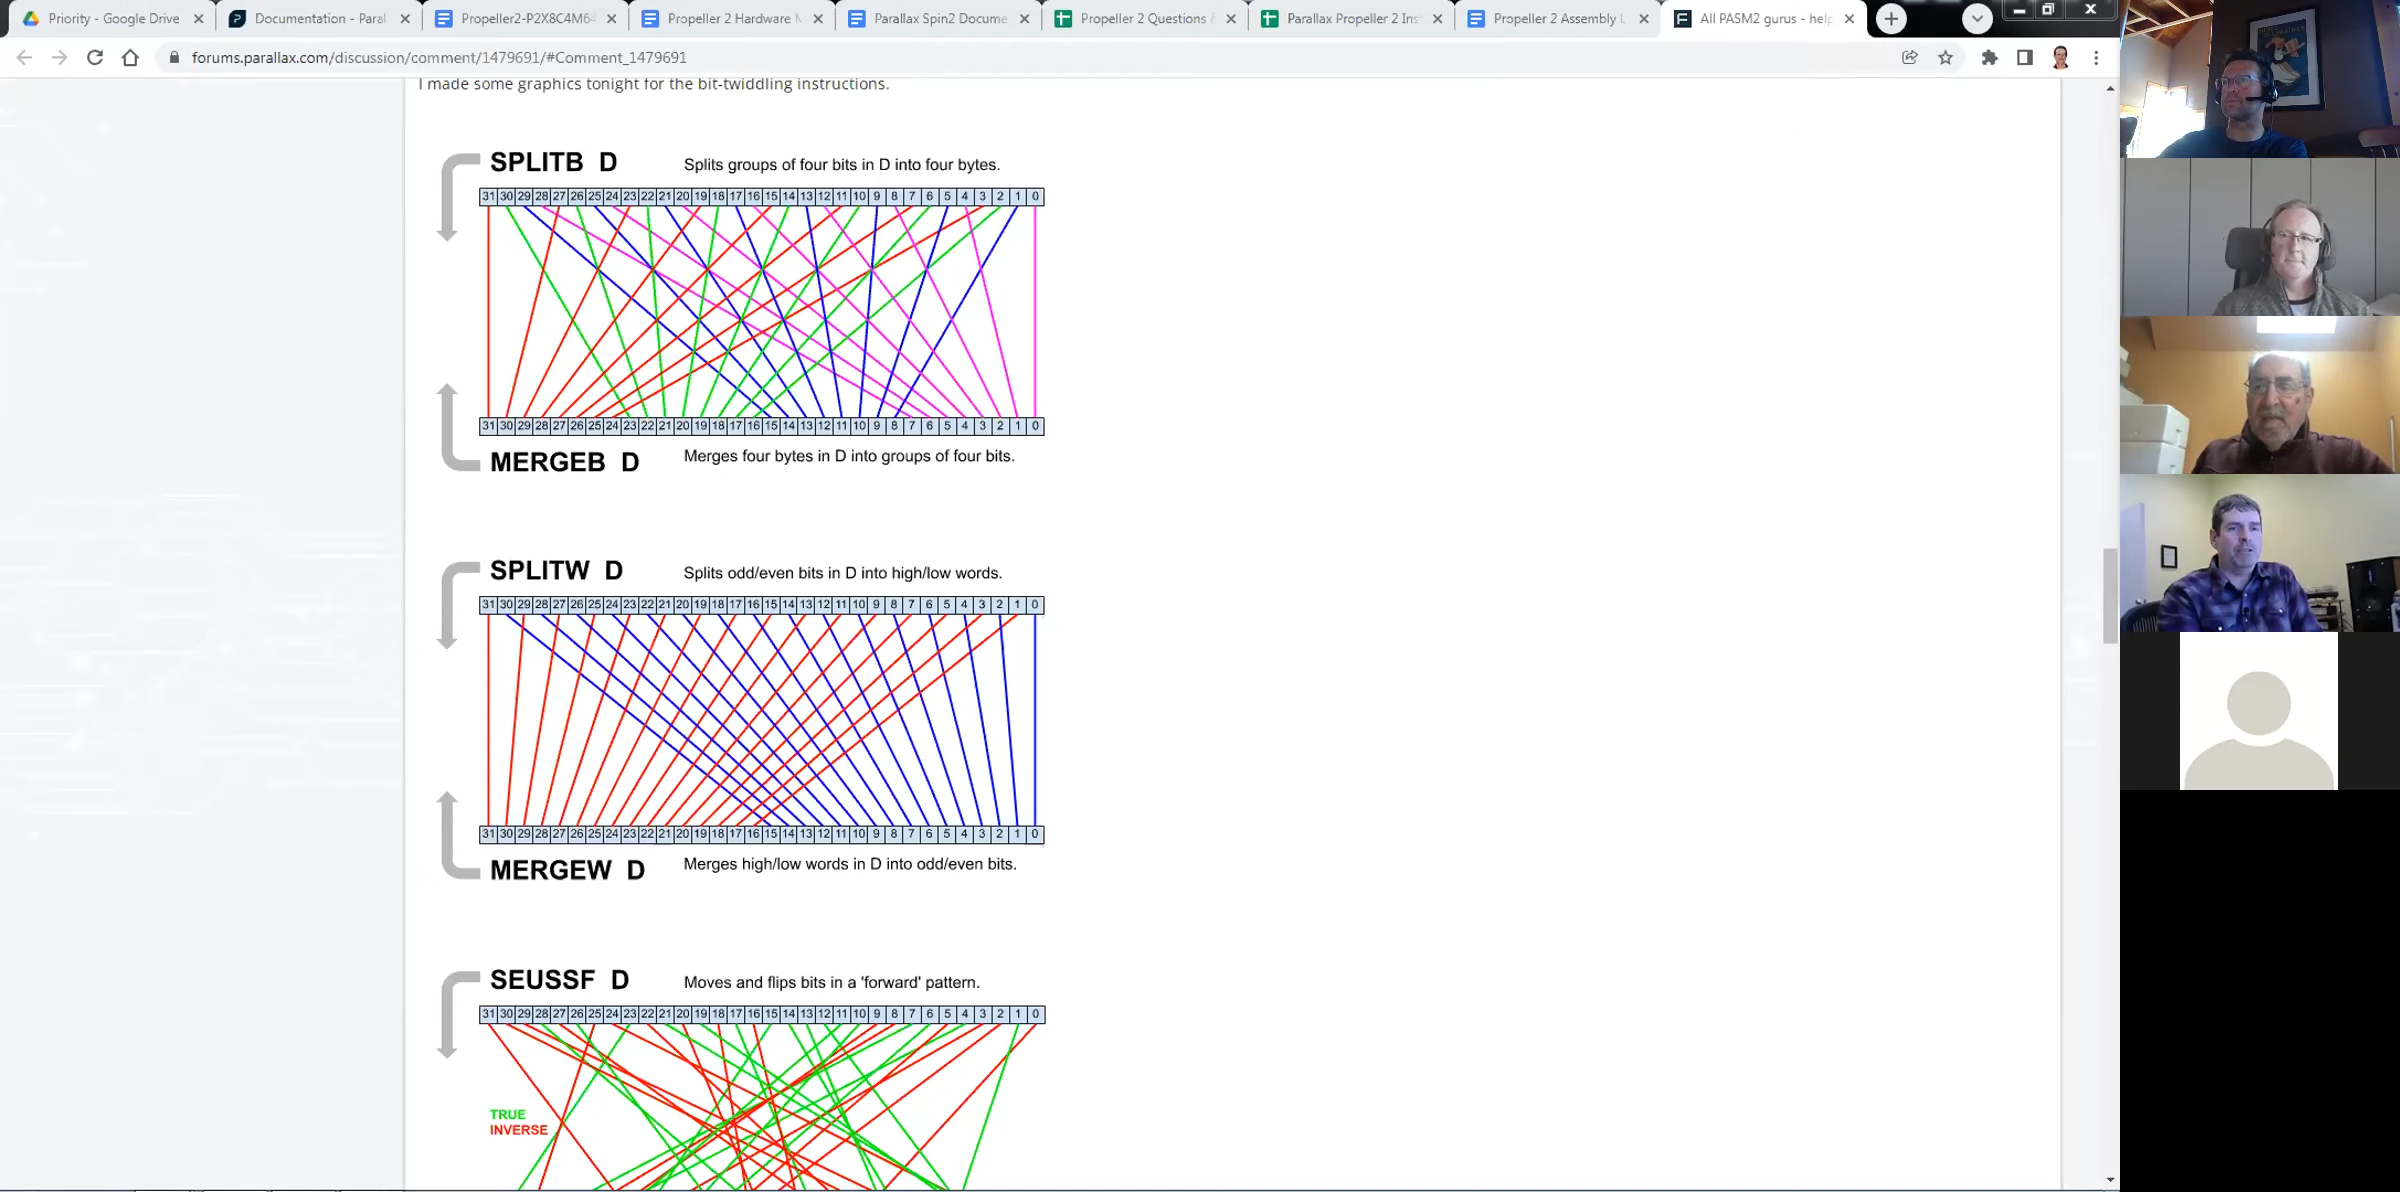 Priority - Google Drive
Documentation - Paral
Propeller2-P2X8C4M64
Propeller 2 Hardware M
Parallax Spin2 Docume
Propeller 2 Questions &
Parallax Propeller 2 Inst
Propeller 2 Assembly L
All PASM2 gurus - help
forums.parallax.com/discussion/comment/1479691/#Comment_1479691
I made some graphics tonight for the bit-twiddling instructions.
SPLITB D
Splits groups of four bits in D into four bytes.
31 30 29 28 27 26 25 24 23 22 21 20 19 18 17 16 15 14 13 12 11 10 9 8 7 6 5 4 3 2 1 0
31 30 29 28 27 26 25 24 23 22 21 20 19 18 17 16 15 14 13 12 11 10 9 8 7 6 5 4 3 2 1 0
MERGEB D
Merges four bytes in D into groups of four bits.
SPLITW D
Splits odd/even bits in D into high/low words.
31 30 29 28 27 26 25 24 23 22 21 20 19 18 17 16 15 14 13 12 11 10 9 8 7 6 5 4 3 2 1 0
31 30 29 28 27 26 25 24 23 22 21 20 19 18 17 16 15 14 13 12 11 10 9 8 7 6 5 4 3 2 1 0
MERGEW D
Merges high/low words in D into odd/even bits.
SEUSSF D
Moves and flips bits in a 'forward' pattern.
31 30 29 28 27 26 25 24 23 22 21 20 19 18 17 16 15 14 13 12 11 10 9 8 7 6 5 4 3 2 1 0
TRUE
INVERSE